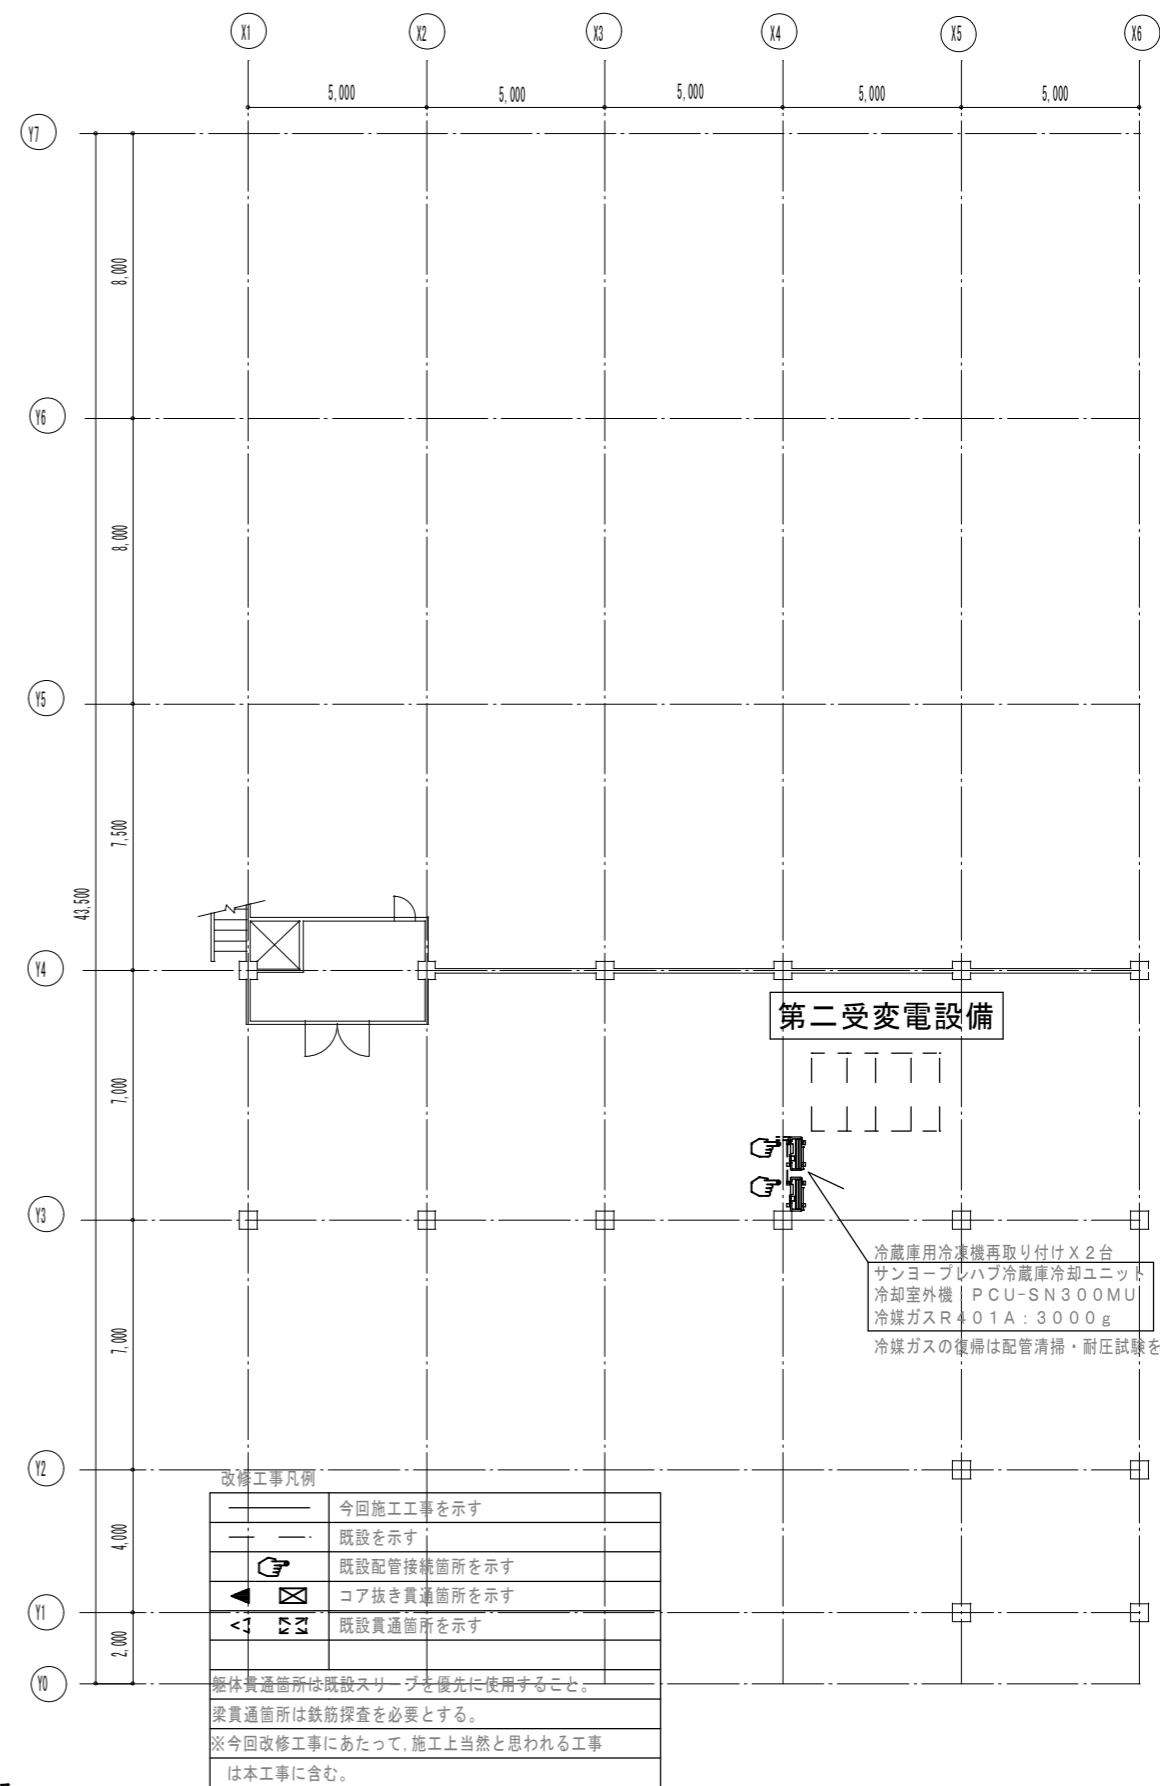 X1
X2
X3
X4
X5
X6
5,000
5,000
5,000
5,000
5,000
Y7
8,000
Y6
8,000
Y5
7,500
43,500
Y4
第二受変電設備
7,000
Y3
冷蔵庫用冷凍機再取り付けX2台
サンヨープレハブ冷蔵庫冷却ユニット
冷却室外機：PCU-SN300MU
冷媒ガスR401A：3000g
冷媒ガスの復帰は配管清掃・耐圧試験を
7,000
Y2
改修工事凡例
今回施工工事を示す
既設を示す
4,000
既設配管接続箇所を示す
コア抜き貫通箇所を示す
Y1
既設貫通箇所を示す
2,000
Y0
躯体貫通箇所は既設スリーブを優先に使用すること。
梁貫通箇所は鉄筋探査を必要とする。
※今回改修工事にあたって,施工上当然と思われる工事
は本工事に含む。